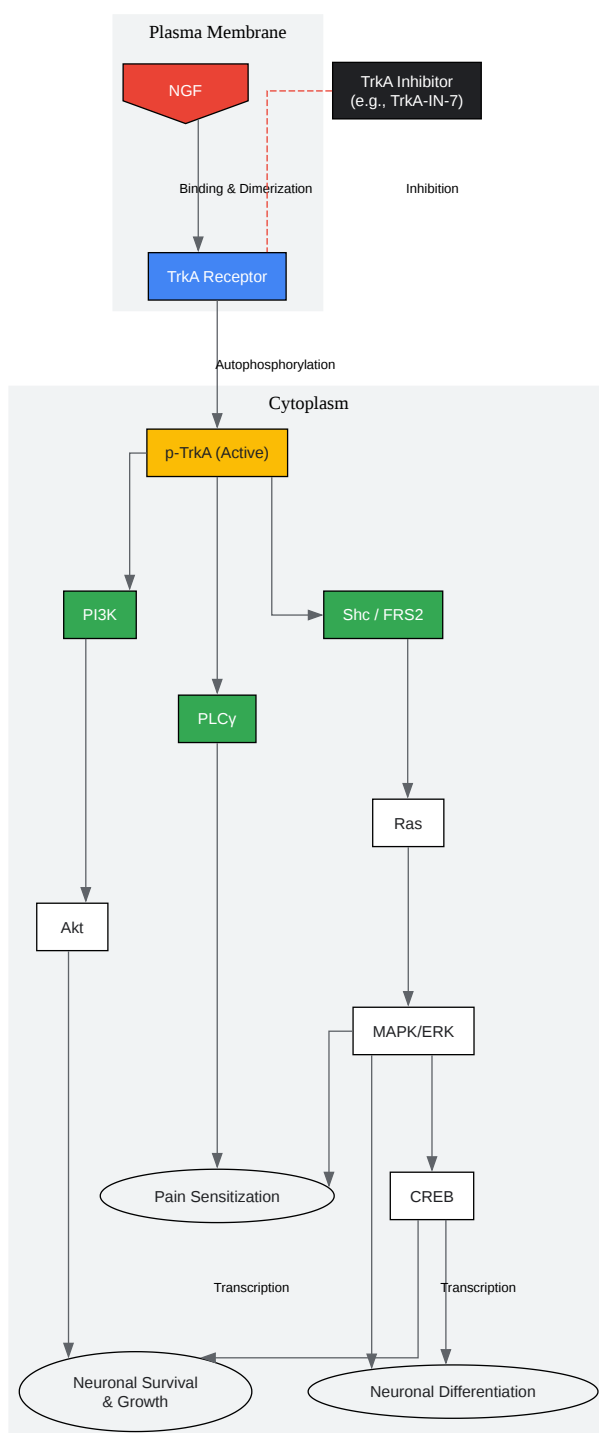 Plasma Membrane
NGF
TrkA Inhibitor
(e.g., TrkA-IN-7)
Binding & Dimerization
Inhibition
TrkA Receptor
Autophosphorylation
Cytoplasm
p-TrkA (Active)
PI3K
Shc / FRS2
PLCγ
Ras
Akt
MAPK/ERK
Pain Sensitization
CREB
Transcription
Transcription
Neuronal Survival
& Growth
Neuronal Differentiation